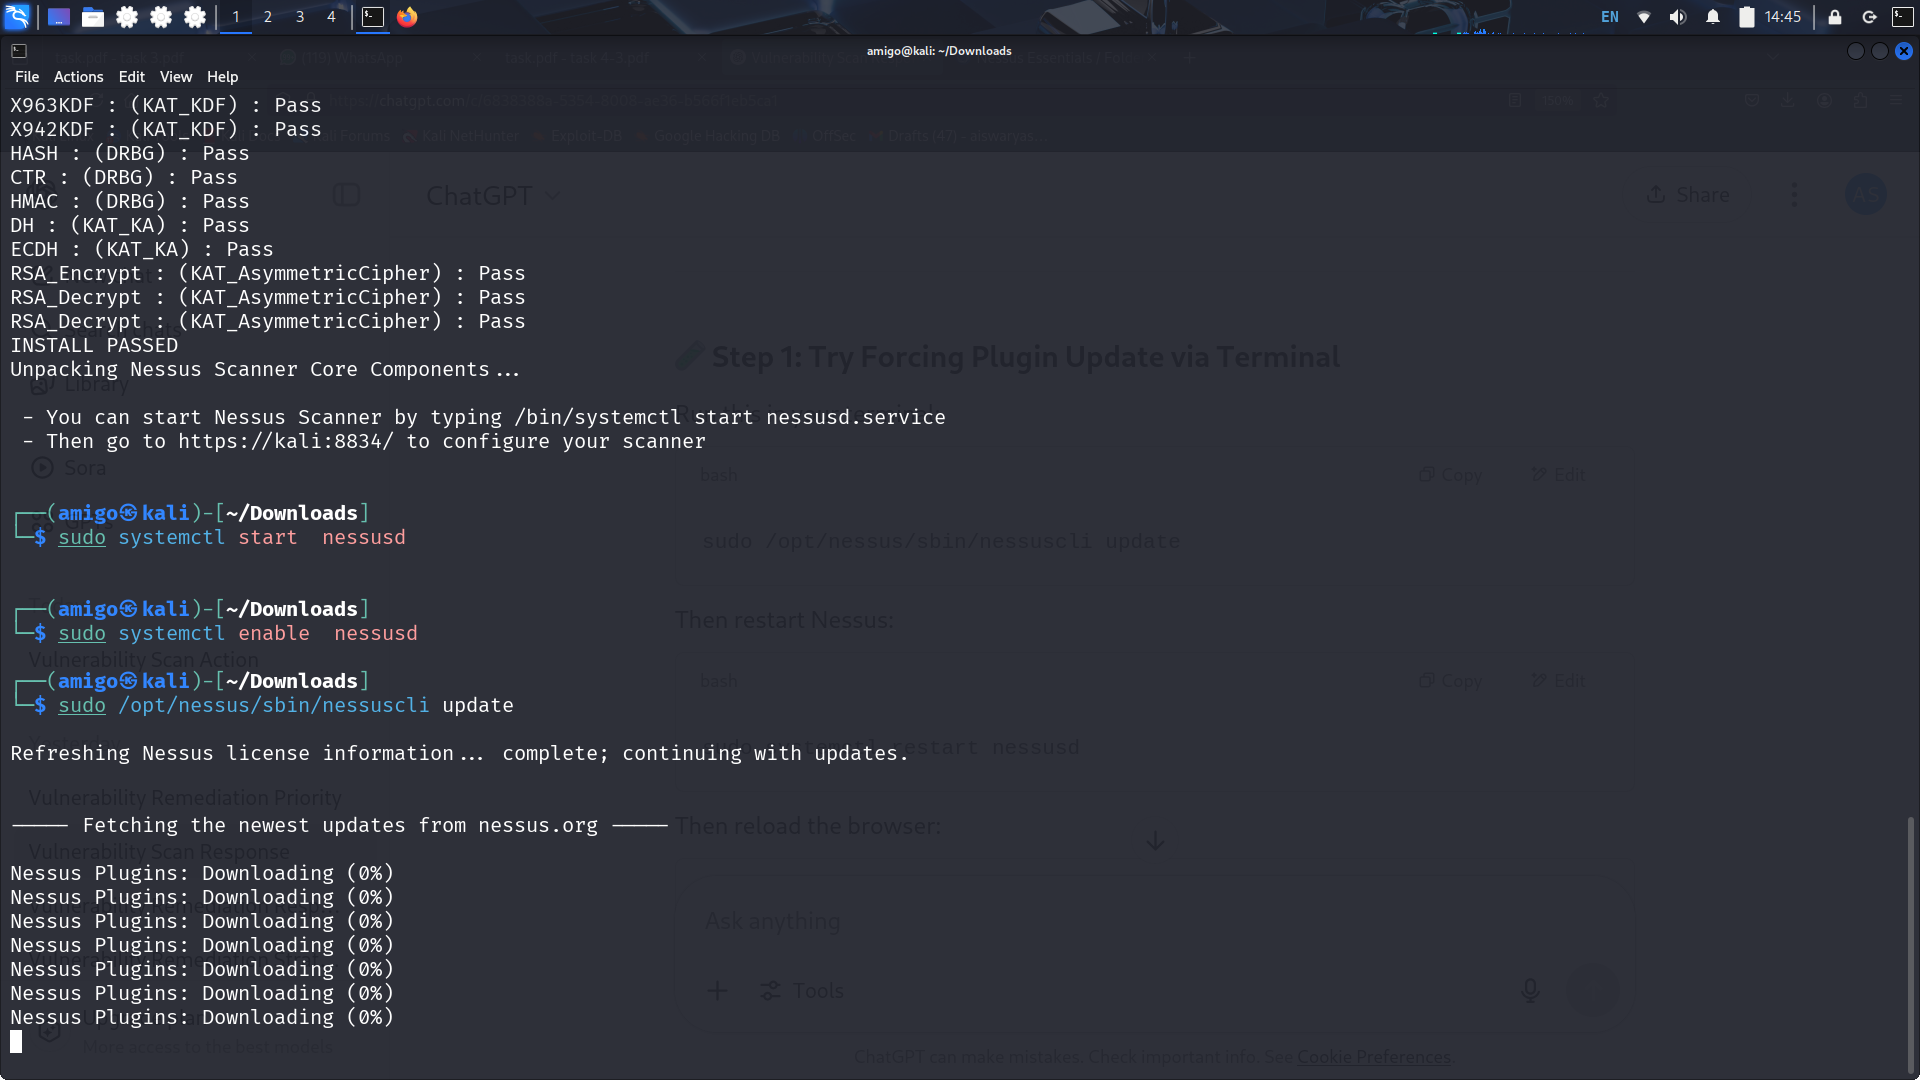 1 2 3 4 EN 14:45
amigo@kali: ~/Downloads
File Actions Edit View Help
X963KDF : (KAT_KDF) : Pass
X942KDF : (KAT_KDF) : Pass
HASH : (DRBG) : Pass
CTR : (DRBG) : Pass
ChatGPT Share AS
HMAC : (DRBG) : Pass
DH : (KAT_KA) : Pass
ECDH : (KAT_KA) : Pass
RSA_Encrypt : (KAT_AsymmetricCipher) : Pass
RSA_Decrypt : (KAT_AsymmetricCipher) : Pass
RSA_Decrypt : (KAT_AsymmetricCipher) : Pass
INSTALL PASSED
Step 1: Try Forcing Plugin Update via Terminal
Unpacking Nessus Scanner Core Components ...
Library
- You can start Nessus Scanner by typing /bin/systemctl start nessusd.service
- Then go to https://kali:8834/ to configure your scanner
Sora
bash Copy Edit
┌──(amigo㉿kali)-[~/Downloads]
└─$ sudo systemctl start  nessusd
sudo /opt/nessus/sbin/nessuscli update
┌──(amigo㉿kali)-[~/Downloads]
Then restart Nessus:
└─$ sudo systemctl enable  nessusd
Vulnerability Scan Action
┌──(amigo㉿kali)-[~/Downloads]
bash Copy Edit
└─$ sudo /opt/nessus/sbin/nessuscli update
Refreshing Nessus license information ... complete; continuing with updates.
restart nessusd
Vulnerability Remediation Priority
───── Fetching the newest updates from nessus.org ─────
Then reload the browser:
Vulnerability Scan Response
Nessus Plugins: Downloading (0%)
Nessus Plugins: Downloading (0%)
Nessus Plugins: Downloading (0%)
Ask anything
Nessus Plugins: Downloading (0%)
Nessus Plugins: Downloading (0%)
Nessus Plugins: Downloading (0%)
Tools
Nessus Plugins: Downloading (0%)
More access to the best models
ChatGPT can make mistakes. Check important info. See Cookie Preferences.